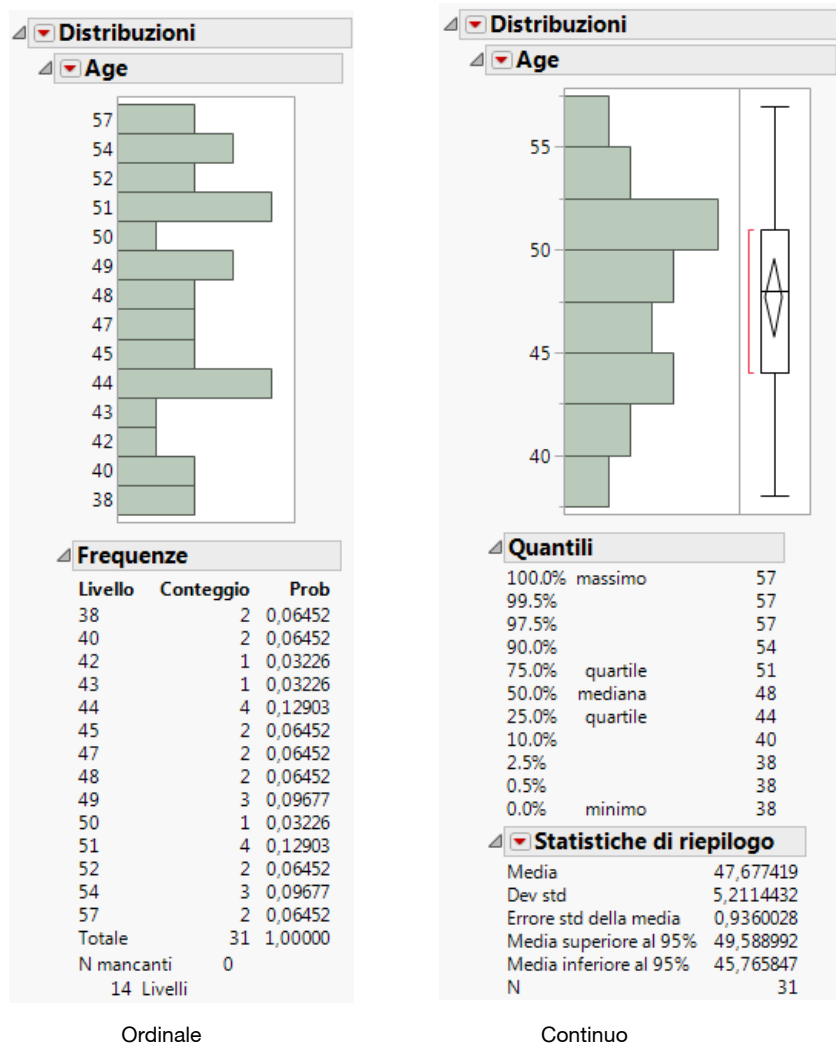 Distribuzioni
Age
57
54
52
51
50
49
48
47
45
44
43
42
40
38
Frequenze
Livello Conteggio Prob
38 2 0,06452
40 2 0,06452
42 1 0,03226
43 1 0,03226
44 4 0,12903
45 2 0,06452
47 2 0,06452
48 2 0,06452
49 3 0,09677
50 1 0,03226
51 4 0,12903
52 2 0,06452
54 3 0,09677
57 2 0,06452
Totale 31 1,00000
N mancanti 0
14 Livelli
Ordinale
Distribuzioni
Age
55
50
45
40
Quantili
100.0% massimo 57
99.5% 57
97.5% 57
90.0% 54
75.0% quartile 51
50.0% mediana 48
25.0% quartile 44
10.0% 40
2.5% 38
0.5% 38
0.0% minimo 38
Statistiche di riepilogo
Media 47,677419
Dev std 5,2114432
Errore std della media 0,9360028
Media superiore al 95% 49,588992
Media inferiore al 95% 45,765847
N 31
Continuo